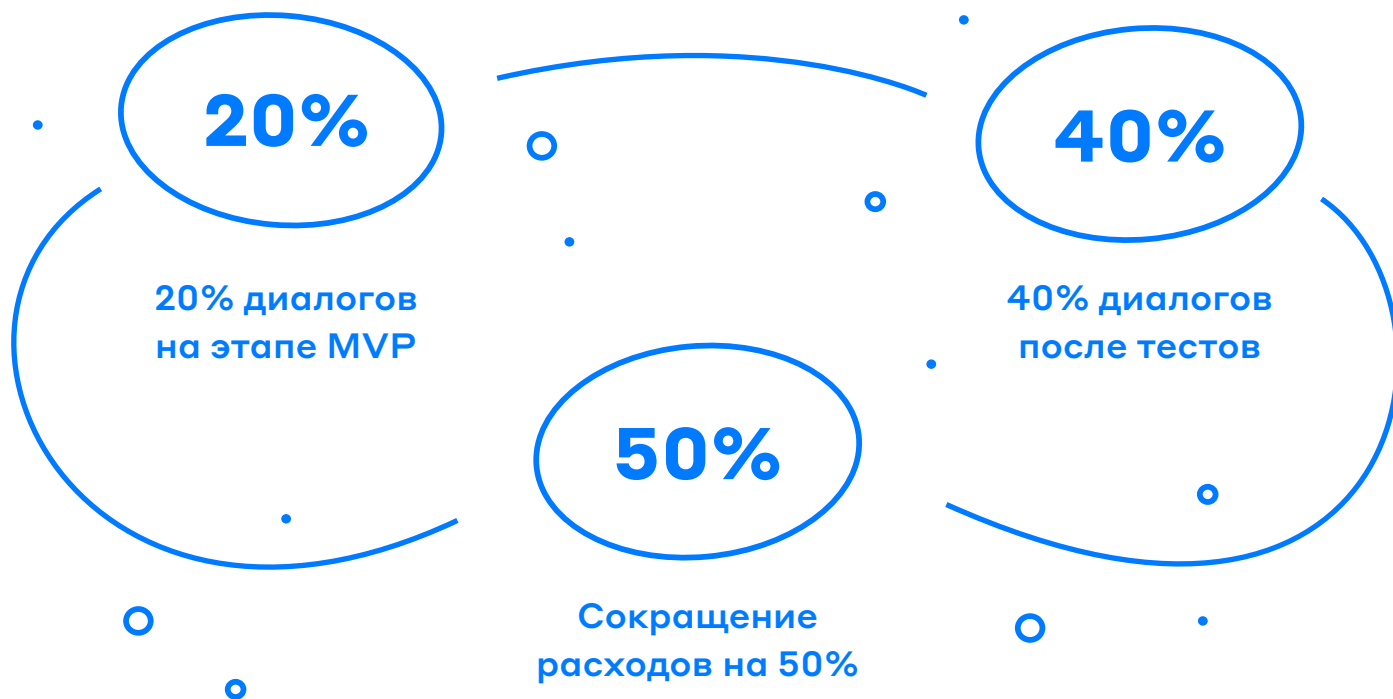 20%
20% диалогов
на этапе MVP
40%
40% диалогов
после тестов
50%
Сокращение
расходов на 50%